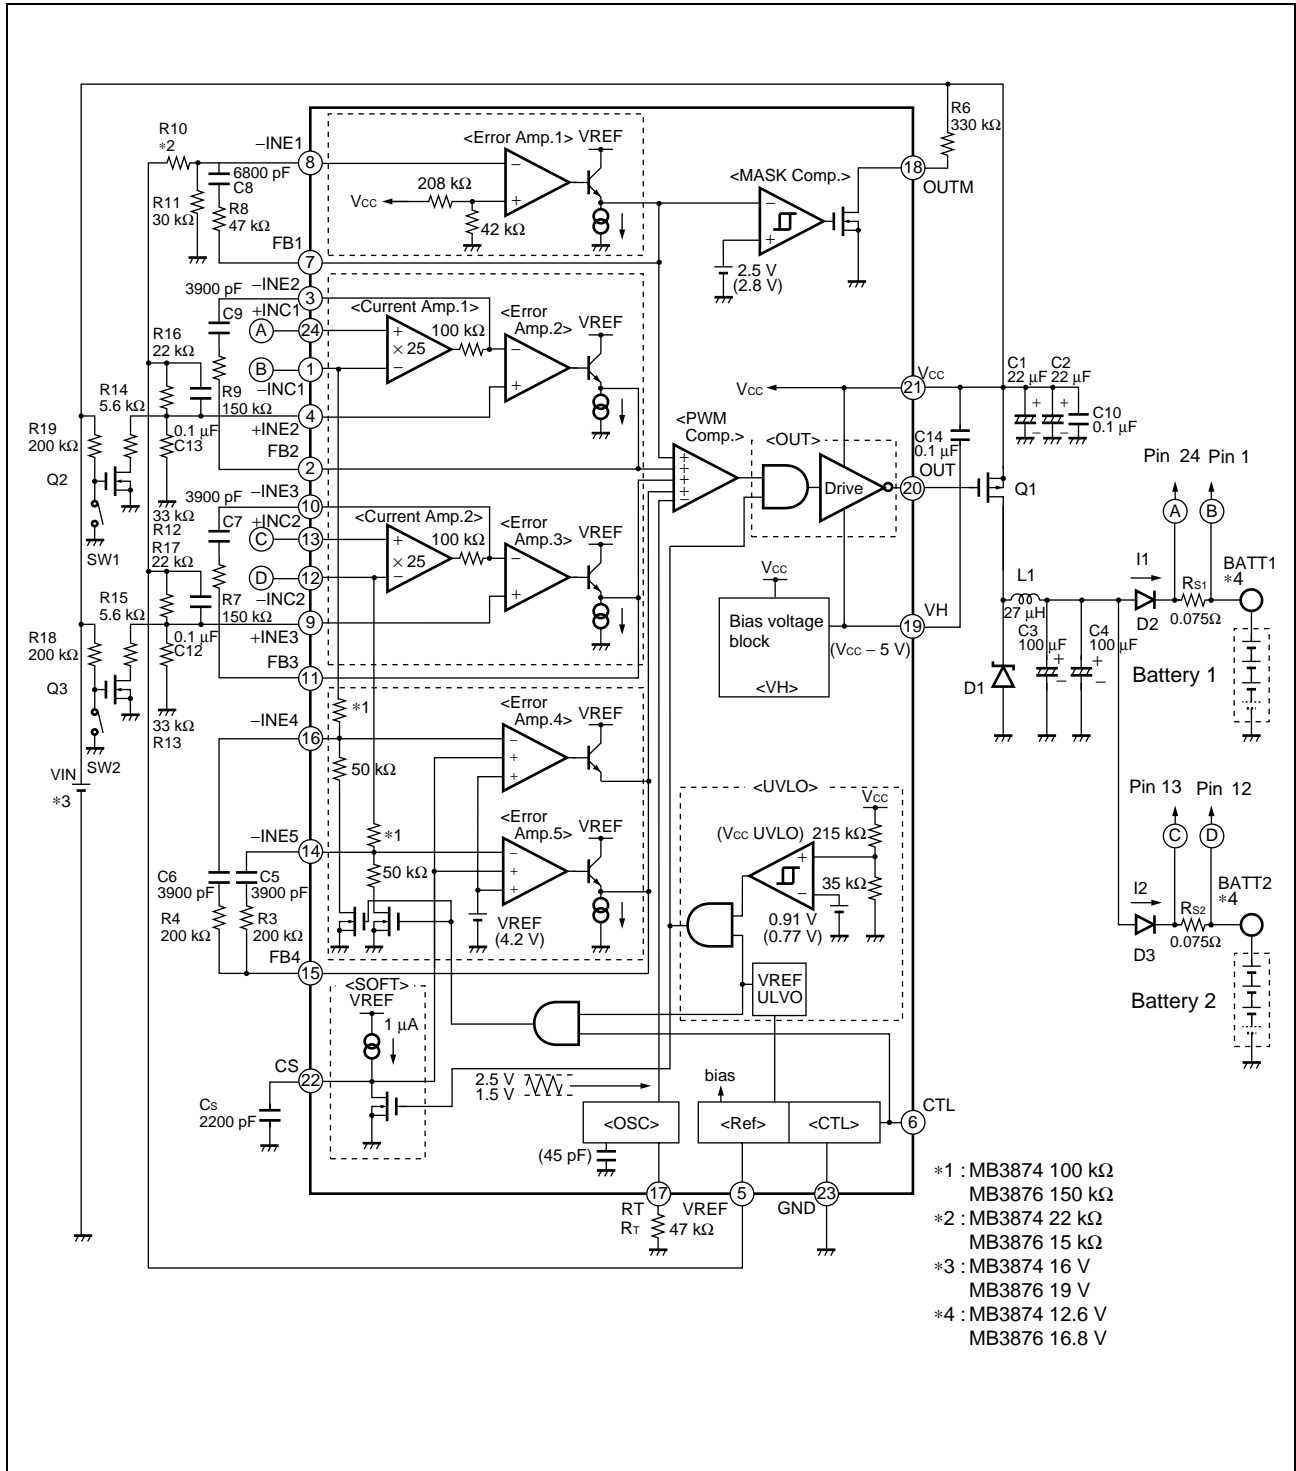 R6
330 kΩ
R10
*2
−INE1
8
<Error Amp.1>
VREF
6800 pF
C8
R11
30 kΩ
R8
47 kΩ
FB1
7
Vcc
208 kΩ
42 kΩ
−
+
<MASK Comp.>
−
+
2.5 V
(2.8 V)
18
OUTM
−INE2
3900 pF
3
C9
+INC1
A
24
B
1
−INC1
R16
22 kΩ
R14
5.6 kΩ
R9
150 kΩ
4
+INE2
R19
200 kΩ
0.1 µF
C13
FB2
2
Q2
SW1
33 kΩ
R12
<Current Amp.1>
100 kΩ
+
× 25
−
<Error
Amp.2>
VREF
−
+
Vcc
21
Vcc
C1
22 µF
C2
22 µF
+
−
+
−
C10
0.1 µF
<PWM
Comp.>
+
+
+
+
−
<OUT>
Drive
C14
0.1 µF
OUT
20
Q1
Pin 24
Pin 1
A
B
−INE3
3900 pF
10
C7
+INC2
C
13
D
12
−INC2
R17
22 kΩ
R15
5.6 kΩ
R7
150 kΩ
9
+INE3
R18
200 kΩ
0.1 µF
C12
FB3
11
Q3
SW2
33 kΩ
R13
<Current Amp.2>
100 kΩ
+
× 25
−
<Error
Amp.3>
VREF
−
+
Vcc
Bias voltage
block
<VH>
VH
19
(Vcc − 5 V)
L1
27 µH
C3
100 µF
+
−
C4
100 µF
+
−
D1
I1
D2
RS1
0.075Ω
BATT1
*4
Battery 1
VIN
*3
−INE4
16
*1
50 kΩ
<Error
Amp.4>
VREF
−
+
+
−INE5
14
*1
50 kΩ
<Error
Amp.5>
VREF
−
+
+
VREF
(4.2 V)
C6
3900 pF
C5
3900 pF
R4
200 kΩ
R3
200 kΩ
FB4
15
<UVLO>
Vcc
(Vcc UVLO)
215 kΩ
+
−
35 kΩ
0.91 V
(0.77 V)
VREF
ULVO
Pin 13
Pin 12
C
D
I2
D3
RS2
0.075Ω
BATT2
*4
Battery 2
<SOFT>
VREF
1 µA
CS
22
Cs
2200 pF
2.5 V
1.5 V
bias
<OSC>
(45 pF)
<Ref>
<CTL>
CTL
6
RT
17
RT
47 kΩ
VREF
5
GND
23
*1 : MB3874 100 kΩ
MB3876 150 kΩ
*2 : MB3874 22 kΩ
MB3876 15 kΩ
*3 : MB3874 16 V
MB3876 19 V
*4 : MB3874 12.6 V
MB3876 16.8 V